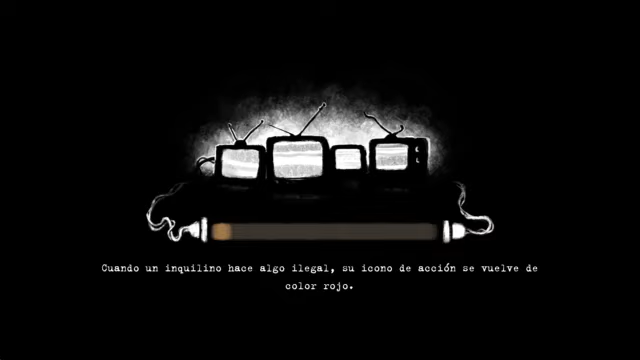 Cuando un inquilino hace algo ilegal, su icono de acción se vuelve de
color rojo.